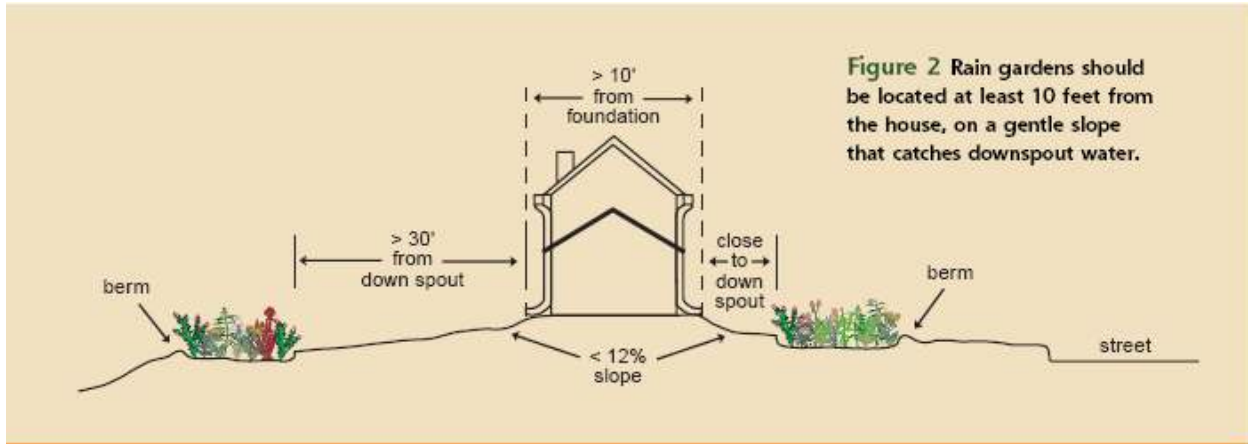 Figure 2 Rain gardens should
be located at least 10 feet from
the house, on a gentle slope
that catches downspout water.
> 10'
from
foundation
> 30'
from
down spout
close
to
down
spout
berm
berm
< 12%
slope
street